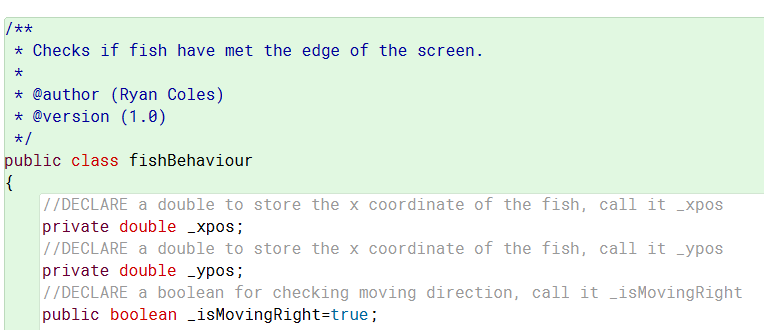 /**
 * Checks if fish have met the edge of the screen.
 *
 * @author (Ryan Coles)
 * @version (1.0)
 */
public class fishBehaviour
{
    //DECLARE a double to store the x coordinate of the fish, call it _xpos
    private double _xpos;
    //DECLARE a double to store the x coordinate of the fish, call it _ypos
    private double _ypos;
    //DECLARE a boolean for checking moving direction, call it _isMovingRight
    public boolean _isMovingRight=true;